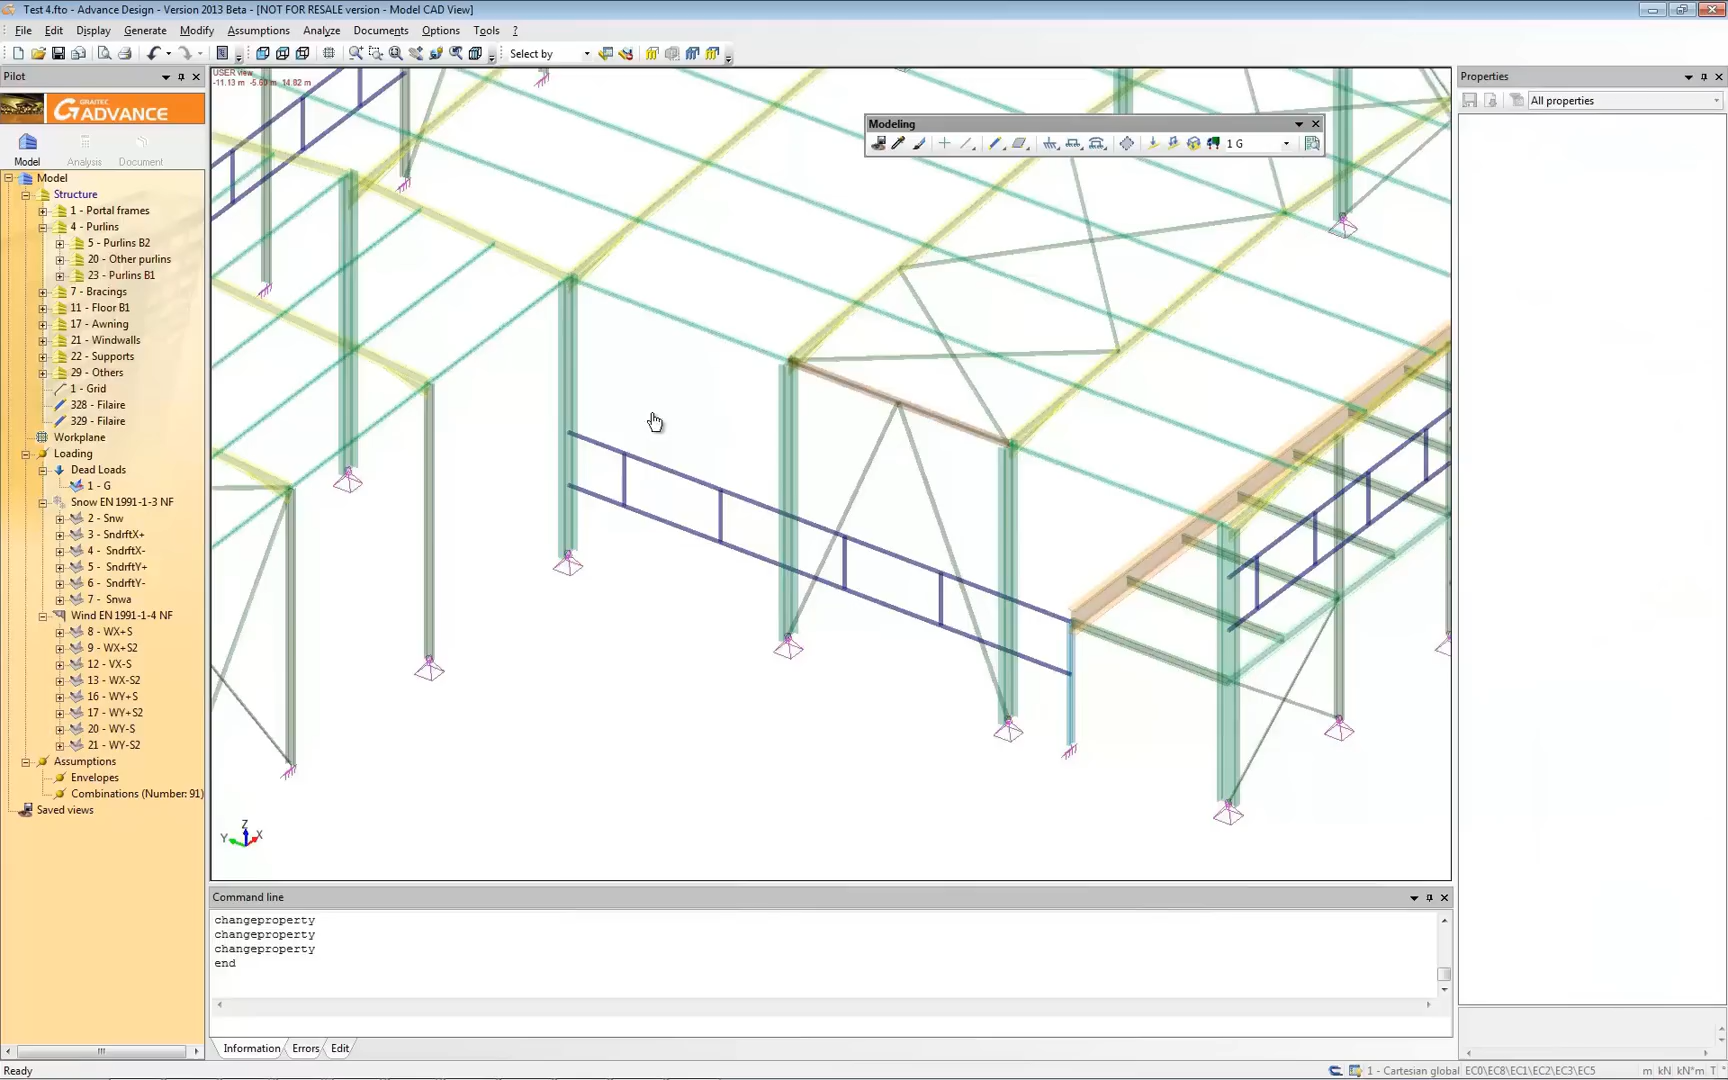 Test 4.fto - Advance Design - Version 2013 Beta - [NOT FOR RESALE version - Model CAD View]
File Edit Display Generate Modify Assumptions Analyze Documents Options Tools ?
Select by
Pilot
GRAITEC
ADVANCE
Model Analysis Document
Model
Structure
1 - Portal frames
4 - Purlins
5 - Purlins B2
20 - Other purlins
23 - Purlins B1
7 - Bracings
11 - Floor B1
17 - Awning
21 - Windwalls
22 - Supports
29 - Others
1 - Grid
328 - Filaire
329 - Filaire
Workplane
Loading
Dead Loads
1 - G
Snow EN 1991-1-3 NF
2 - Snw
3 - SndrftX+
4 - SndrftX-
5 - SndrftY+
6 - SndrftY-
7 - Snwa
Wind EN 1991-1-4 NF
8 - WX+S
9 - WX+S2
12 - VX-S
13 - WX-S2
16 - WY+S
17 - WY+S2
20 - WY-S
21 - WY-S2
Assumptions
Envelopes
Combinations (Number: 91)
Saved views
USER view
-11.13 m -5.60 m 14.82 m
Modeling
1 G
Z
Y
X
Properties
All properties
Command line
changeproperty
changeproperty
changeproperty
end
Information Errors Edit
Ready
1 - Cartesian global EC0\EC8\EC1\EC2\EC3\EC5 m kN kN*m T